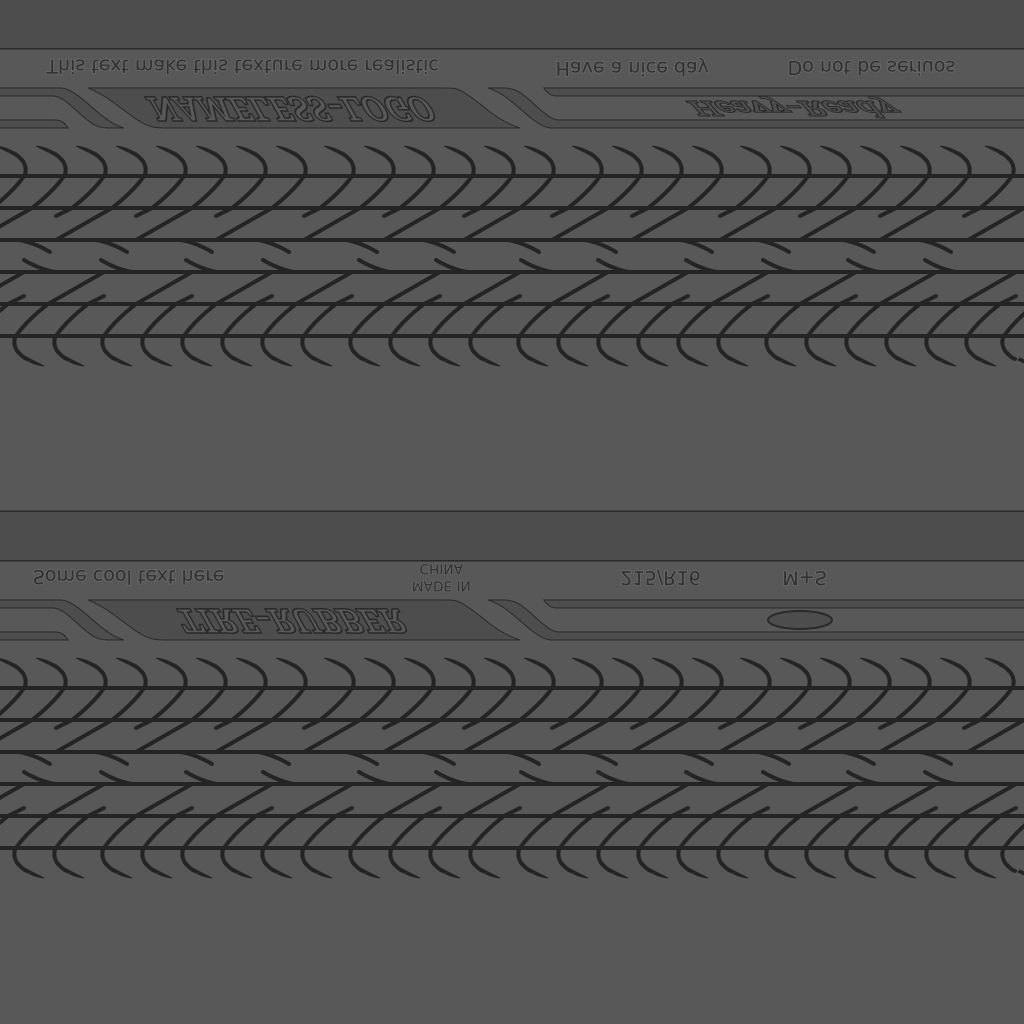 This text make this texture more realistic
Have a nice day
Do not be seriuos
NAMELESS-LOGO
Heavy-Ready
Some cool text here
MADE IN
CHINA
215/R16
M+S
TIRE-RUBBER